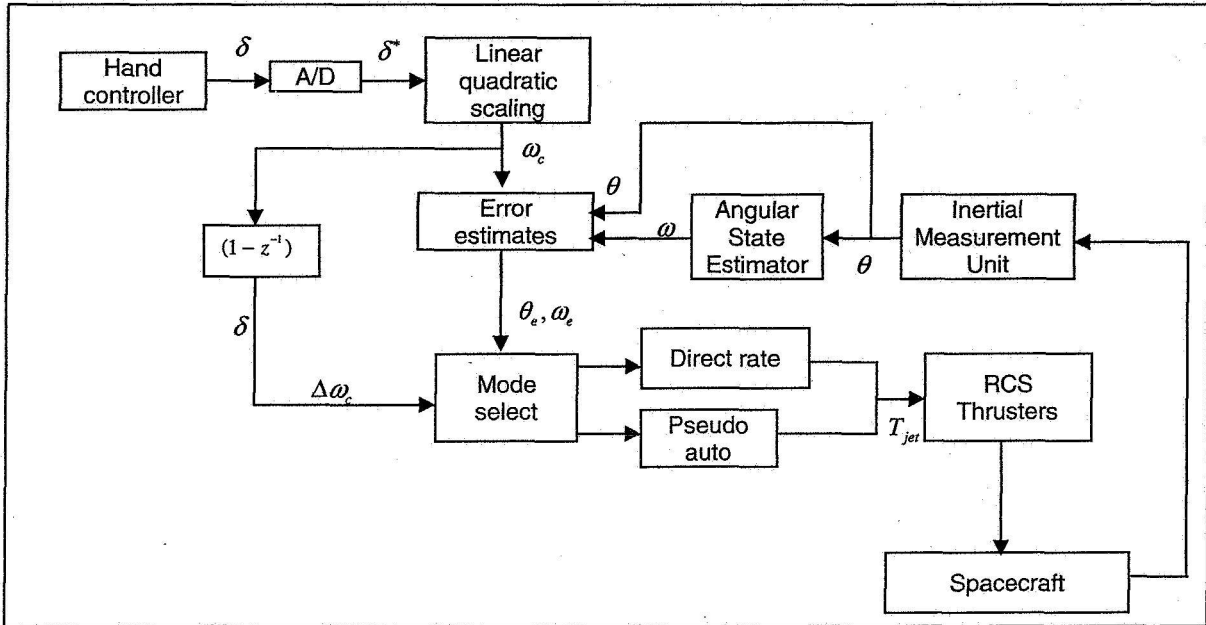 δ
δ*
Hand
controller
A/D
Linear
quadratic
scaling
ω_c
θ
Error
estimates
ω
Angular
State
Estimator
θ
Inertial
Measurement
Unit
(1 − z⁻¹)
θ_e, ω_e
δ
Δω_c
Mode
select
Direct rate
Pseudo
auto
T_jet
RCS
Thrusters
Spacecraft